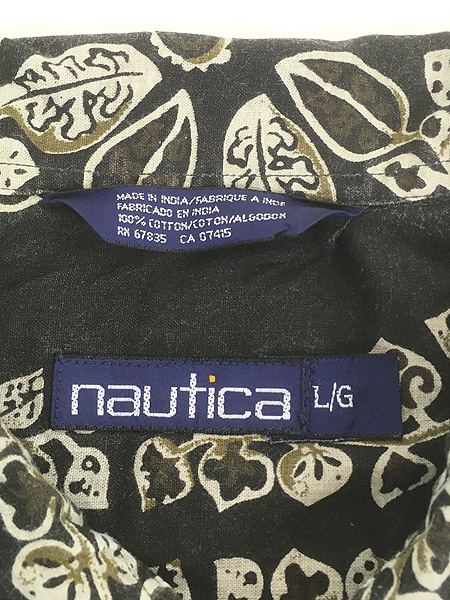 MADE IN INDIA/FABRIQUE A INDE
FABRICADO EN INDIA
100% COTTON/COTON/ALGODON
RN 67835 CA 07415
nautica L/G